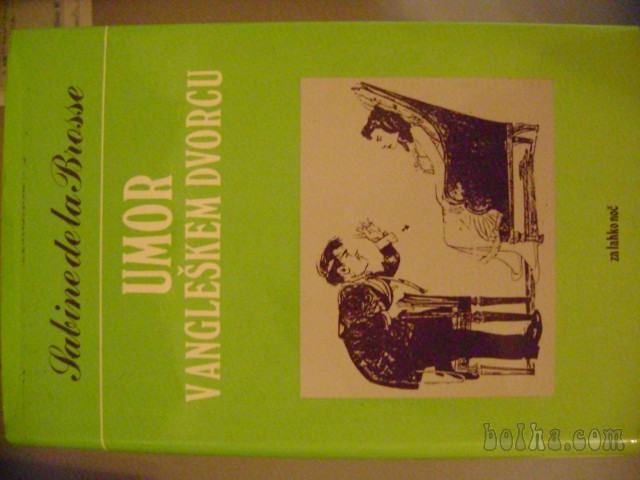 Sabine de la Brosse
UMOR
V ANGLEŠKEM DVORCU
za lahko noč
bolha.com